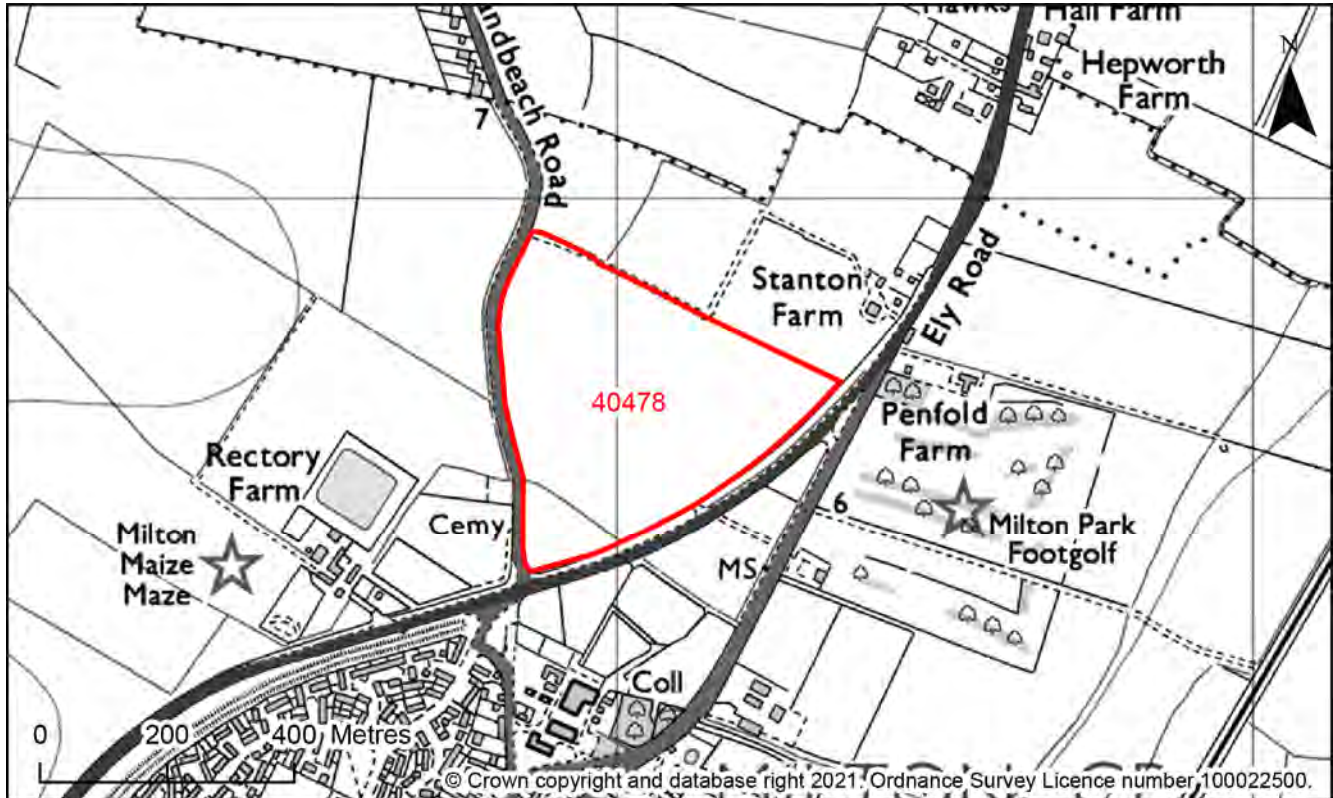 Hall Farm
Hepworth
Farm
N
andbeach Road
7
Stanton
Farm
Ely Road
40478
Penfold
Farm
Rectory
Farm
Cemy
6
Milton Park
Footgolf
Milton
Maize
Maze
MS
Coll
0 200 400 Metres
© Crown copyright and database right 2021. Ordnance Survey Licence number 100022500.